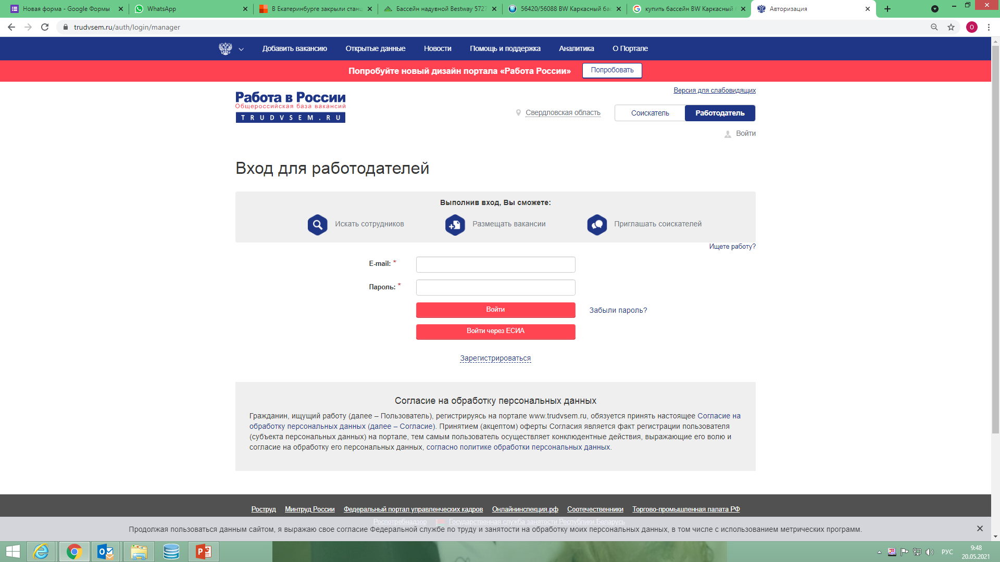 Новая форма - Google Формы
WhatsApp
В Екатеринбурге закрыли стан
Бассейн надувной Bestway 572
56420/56088 BW Каркасный ба
купить бассейн BW Каркасный
Авторизация
trudvsem.ru/auth/login/manager
О
Добавить вакансию Открытые данные Новости Помощь и поддержка Аналитика О Портале
Попробуйте новый дизайн портала «Работа России» Попробовать
Версия для слабовидящих
Работа в России
Общероссийская база вакансий
TRUDVSEM.RU
Свердловская область Соискатель Работодатель
Войти
Вход для работодателей
Выполнив вход, Вы сможете:
Искать сотрудников Размещать вакансии Приглашать соискателей
Ищете работу?
E-mail: *
Пароль: *
Войти Забыли пароль?
Войти через ЕСИА
Зарегистрироваться
Согласие на обработку персональных данных
Гражданин, ищущий работу (далее – Пользователь), регистрируясь на портале www.trudvsem.ru, обязуется принять настоящее Согласие на
обработку персональных данных (далее – Согласие). Принятием (акцептом) оферты Согласия является факт регистрации пользователя
(субъекта персональных данных) на портале, тем самым пользователь осуществляет конклюдентные действия, выражающие его волю и
согласие на обработку его персональных данных, согласно политике обработки персональных данных.
Роструд Минтруд России Федеральный портал управленческих кадров Онлайнинспекция.рф Соотечественники Торгово-промышленная палата РФ
Роспотребнадзор Государственная служба занятости Республики Беларусь
Продолжая пользоваться данным сайтом, я выражаю свое согласие Федеральной службе по труду и занятости на обработку моих персональных данных, в том числе с использованием метрических программ.
РУС
9:48
20.05.2021